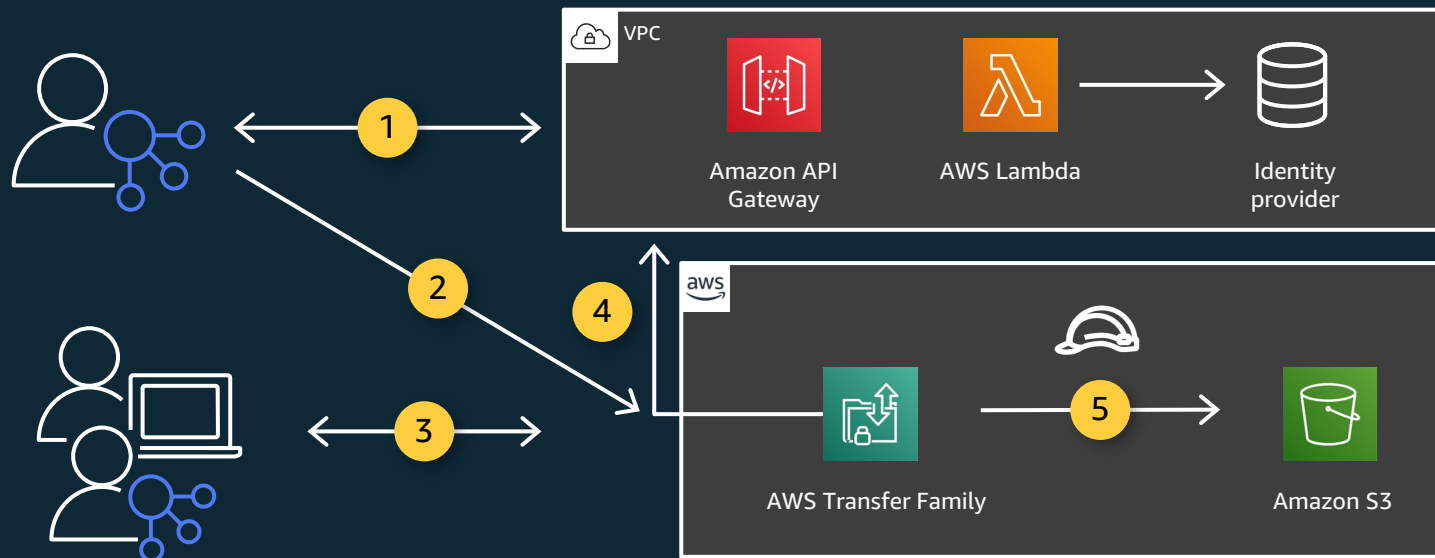 VPC
</>
1
Amazon API
Gateway
AWS Lambda
Identity
provider
2
4
aws
3
5
AWS Transfer Family
Amazon S3